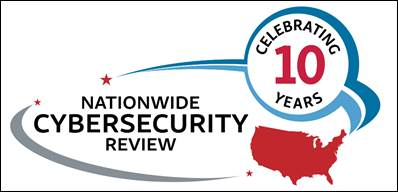 CELEBRATING
10
YEARS
NATIONWIDE
CYBERSECURITY
REVIEW